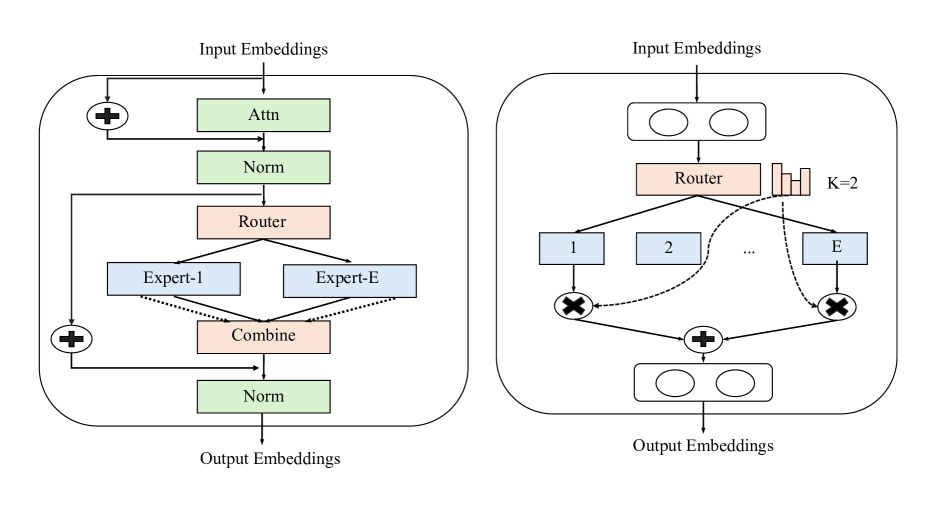 Input Embeddings
Attn
Norm
Router
Expert-1
Expert-E
Combine
Norm
Output Embeddings
Input Embeddings
Router
K=2
1
2
...
E
Output Embeddings